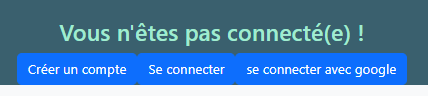 Vous n'êtes pas connecté(e) !
Créer un compte Se connecter se connecter avec google